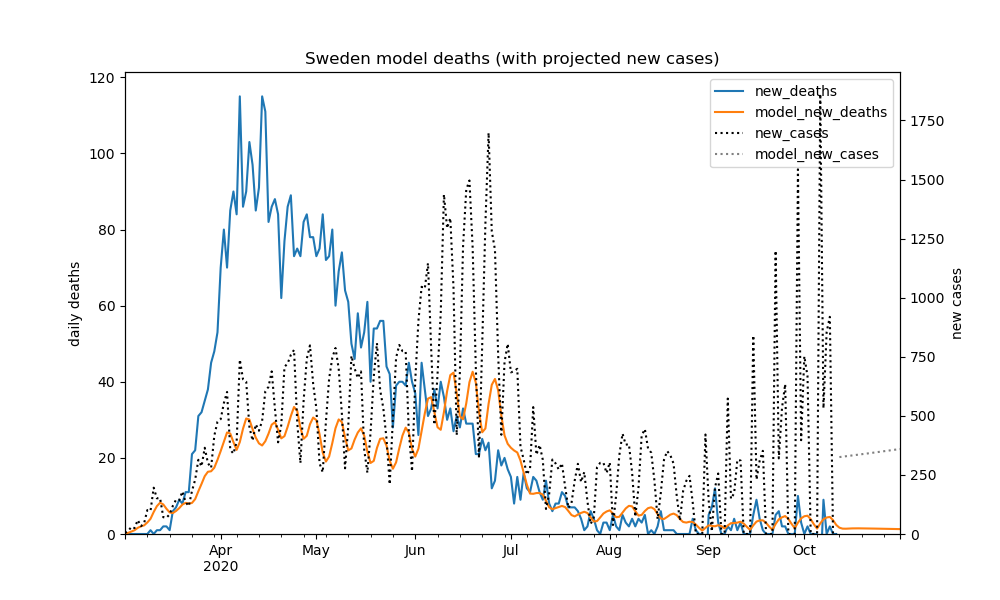 Sweden model deaths (with projected new cases)
120
100
80
60
40
20
0
daily deaths
1750
1500
1250
1000
750
500
250
0
new cases
new_deaths
model_new_deaths
new_cases
model_new_cases
Apr
May
Jun
Jul
Aug
Sep
Oct
2020